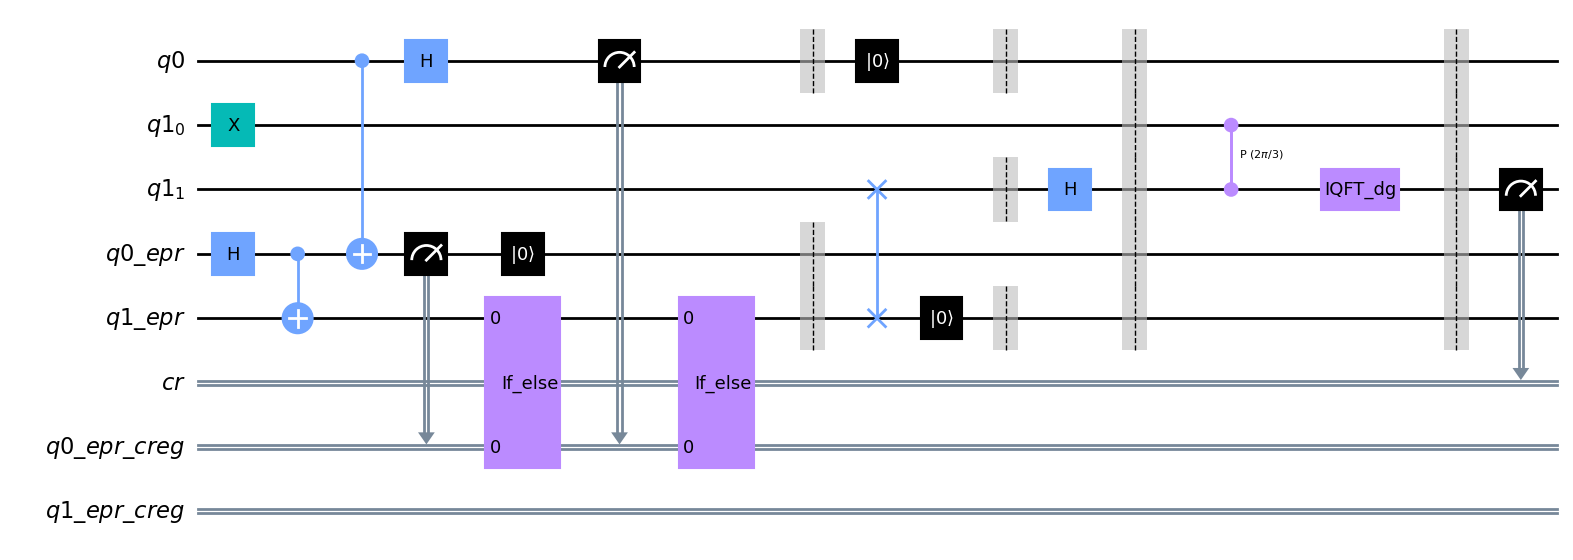 q0 H |0⟩
q1₀ X
P (2π/3)
q1₁ H IQFT_dg
q0_epr H |0⟩
q1_epr 0 0 |0⟩
cr If_else If_else
q0_epr_creg 0 0
q1_epr_creg